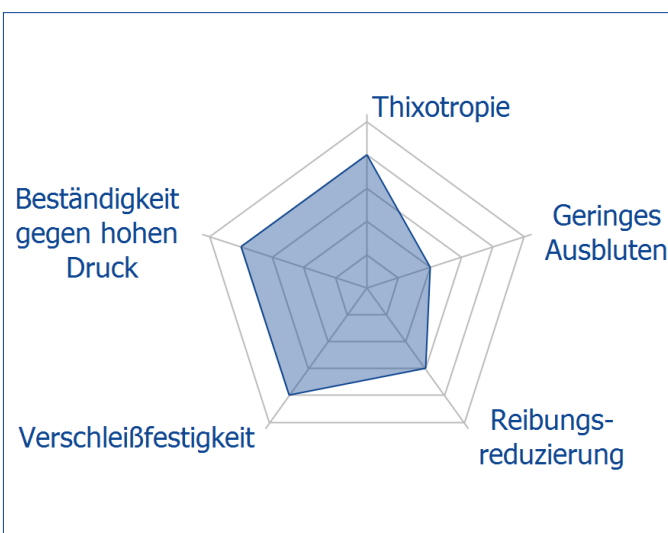 Thixotropie
Beständigkeit
gegen hohen
Druck
Geringes
Ausbluten
Verschleißfestigkeit
Reibungs-
reduzierung